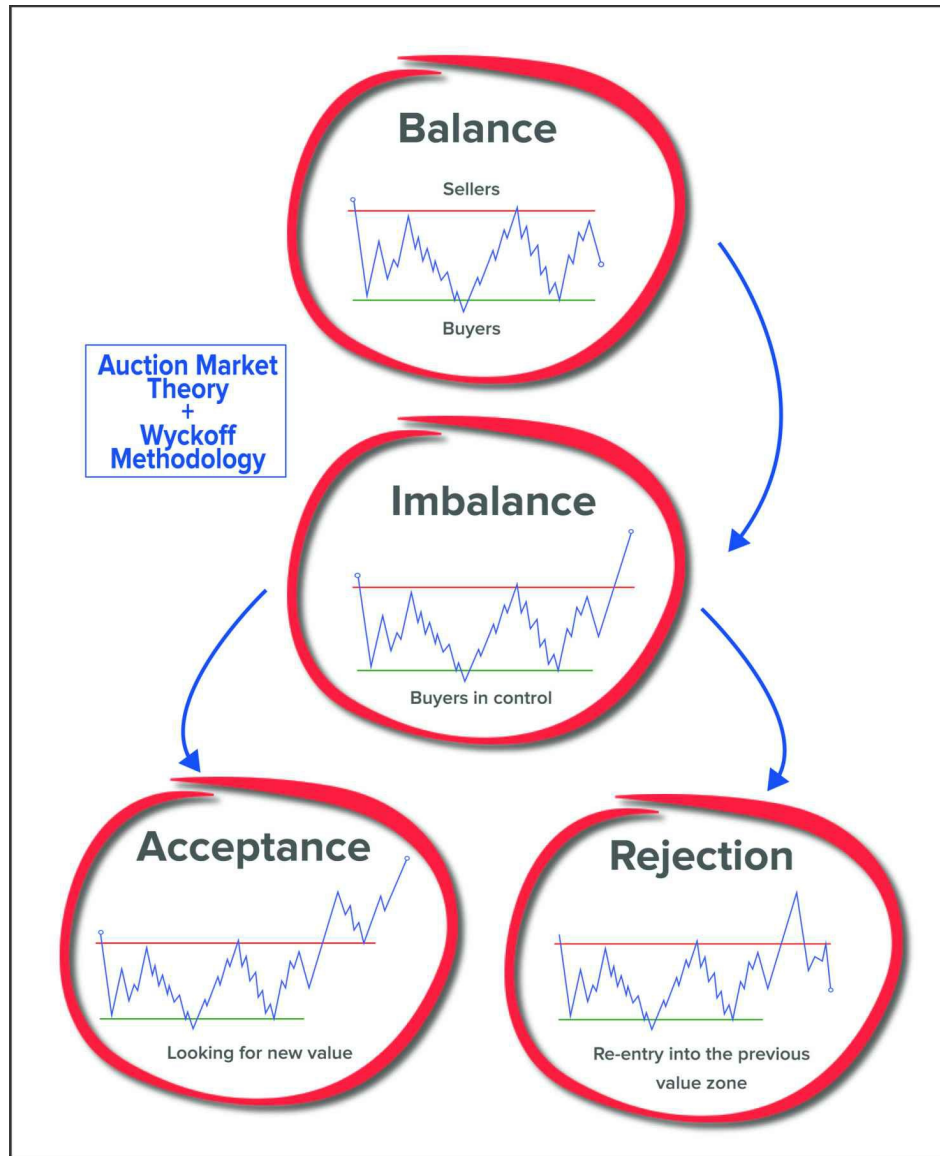 Balance
Sellers
Buyers
Auction Market
Theory
+
Wyckoff
Methodology
Imbalance
Buyers in control
Acceptance
Looking for new value
Rejection
Re-entry into the previous
value zone